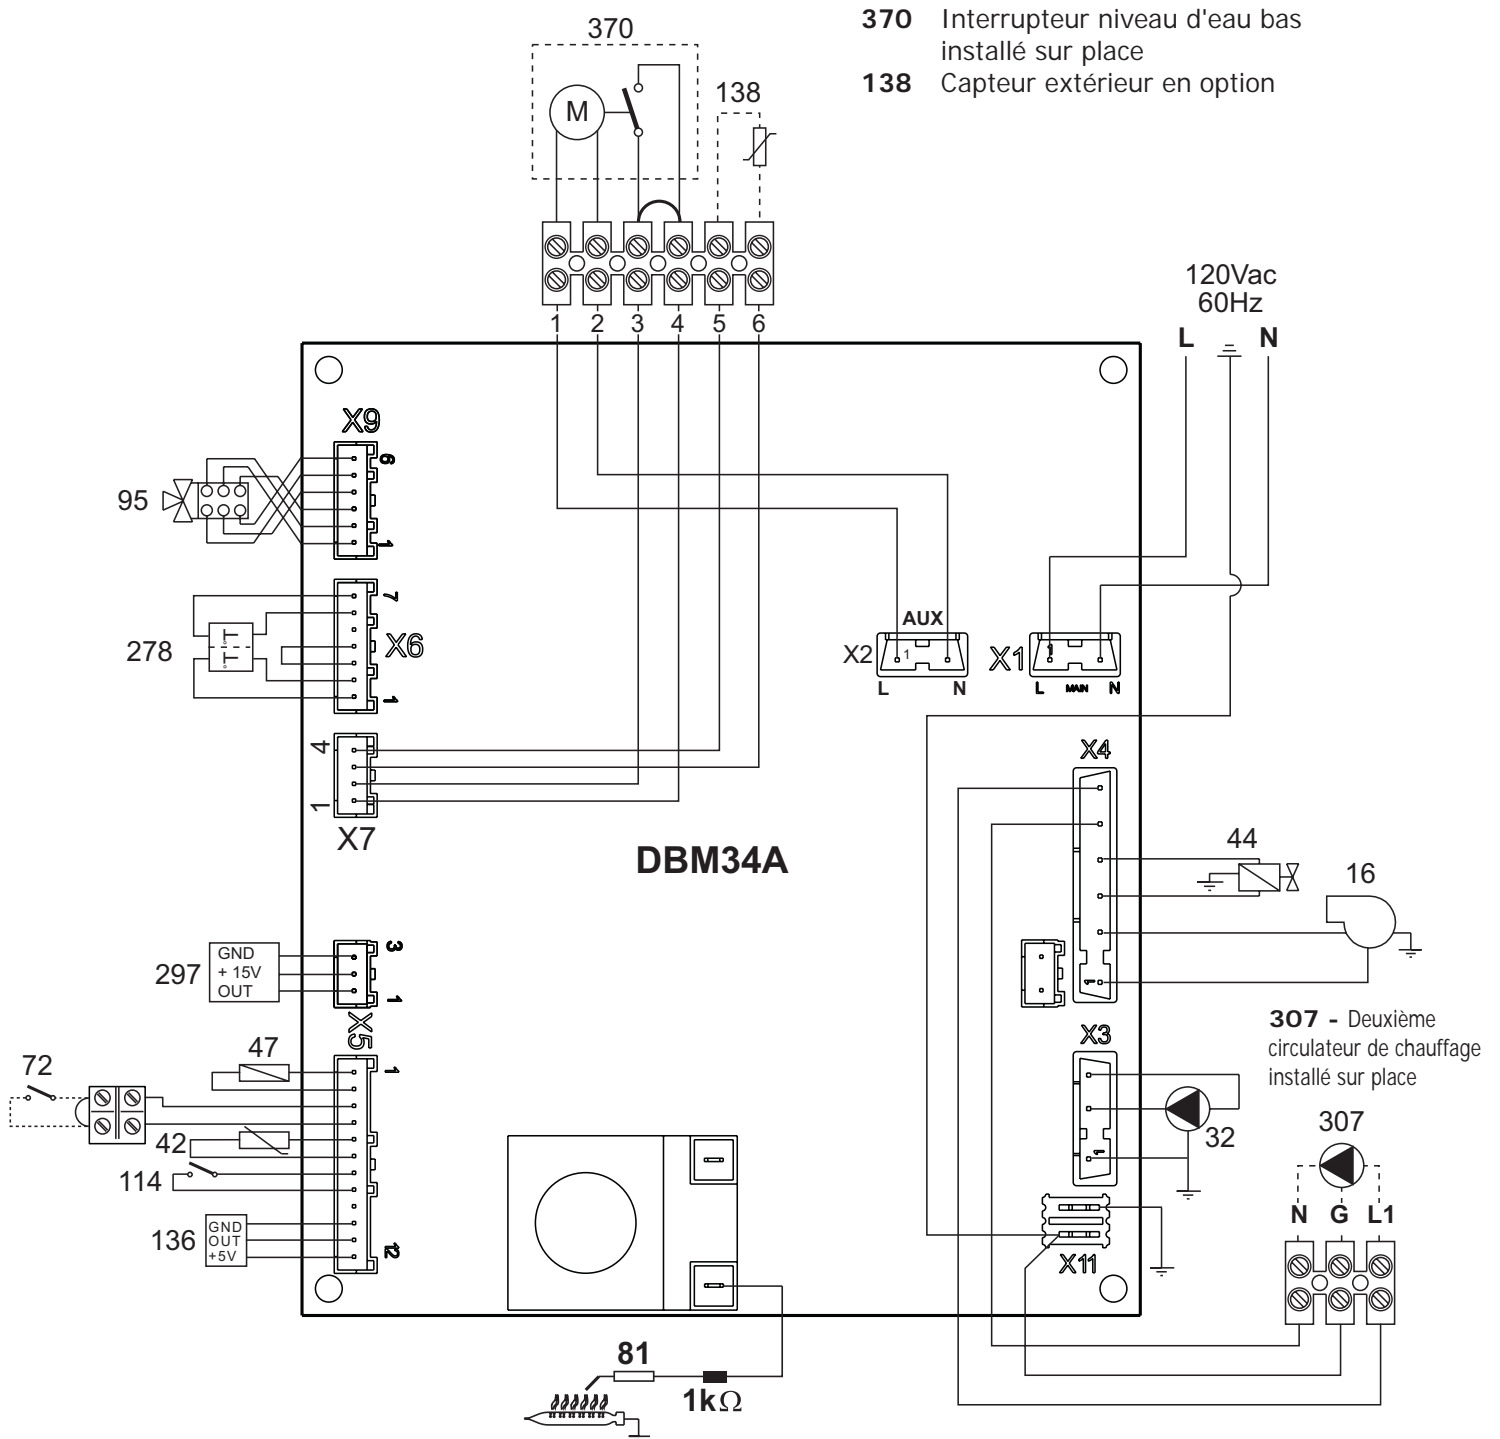 370 Interrupteur niveau d'eau bas
installé sur place
138 Capteur extérieur en option
370
M
138
1 2 3 4 5 6
120Vac
60Hz
L N
X9
6
1
95
7
X6
1
278
AUX
X2
1
L N
X1
1
L MAIN N
4
1
X7
X4
1
DBM34A
44
16
297
GND
+ 15V
OUT
3
1
X5
X3
1
307 - Deuxième
circulateur de chauffage
installé sur place
72
47
1
42
114
136
GND
OUT
+5V
12
32
307
N G L1
X11
81
1kΩ